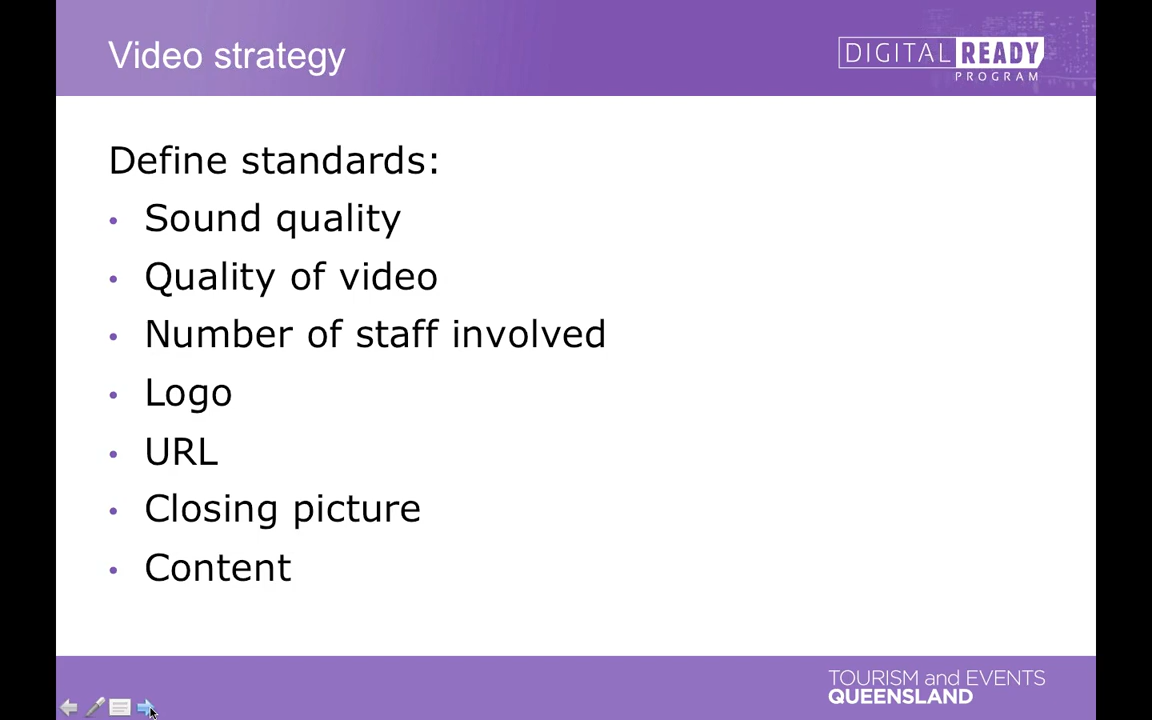 Video strategy
DIGITAL READY
PROGRAM
Define standards:
• Sound quality
• Quality of video
• Number of staff involved
• Logo
• URL
• Closing picture
• Content
TOURISM and EVENTS
QUEENSLAND